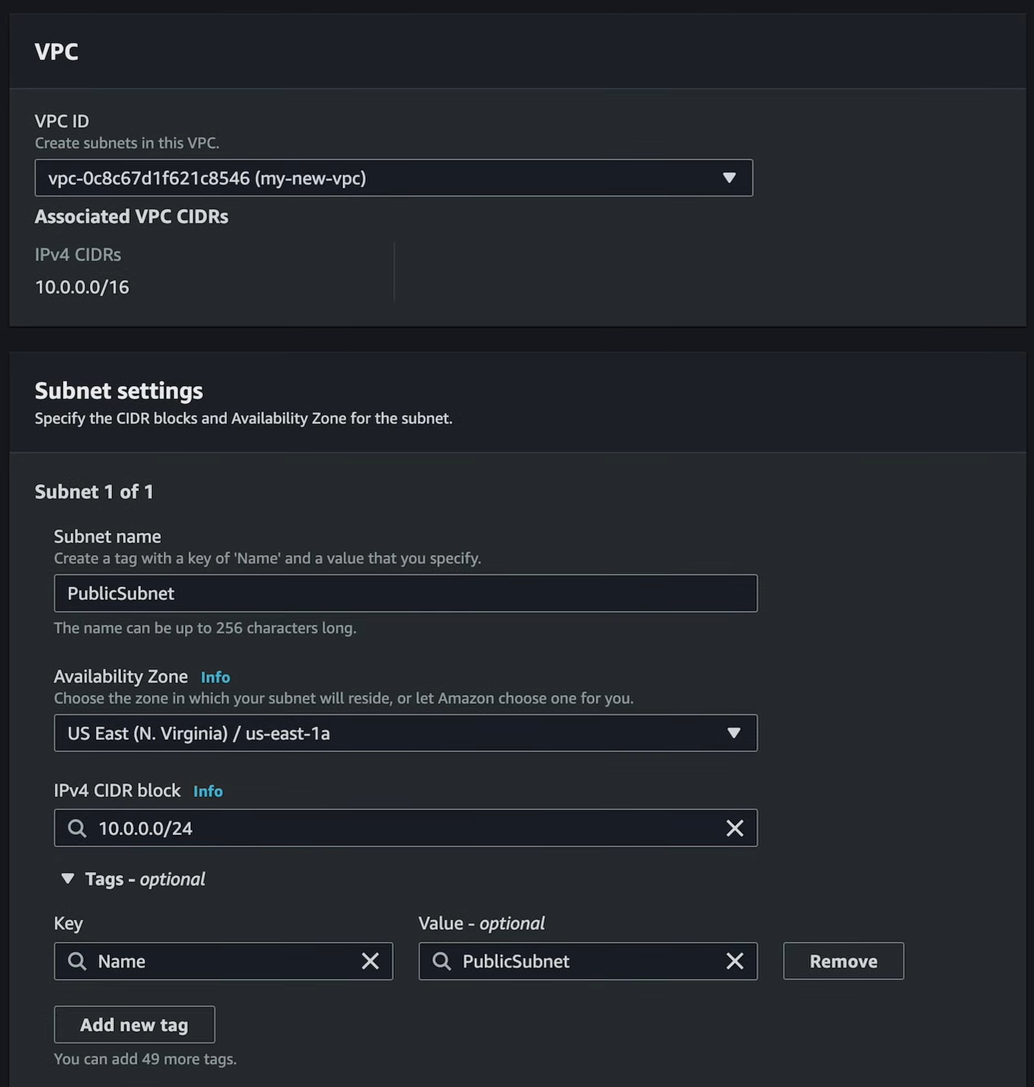 VPC
VPC ID
Create subnets in this VPC.
vpc-0c8c67d1f621c8546 (my-new-vpc)
Associated VPC CIDRs
IPv4 CIDRs
10.0.0.0/16
Subnet settings
Specify the CIDR blocks and Availability Zone for the subnet.
Subnet 1 of 1
Subnet name
Create a tag with a key of 'Name' and a value that you specify.
PublicSubnet
The name can be up to 256 characters long.
Availability Zone Info
Choose the zone in which your subnet will reside, or let Amazon choose one for you.
US East (N. Virginia) / us-east-1a
IPv4 CIDR block Info
10.0.0.0/24
Tags - optional
Key Value - optional
Name PublicSubnet Remove
Add new tag
You can add 49 more tags.